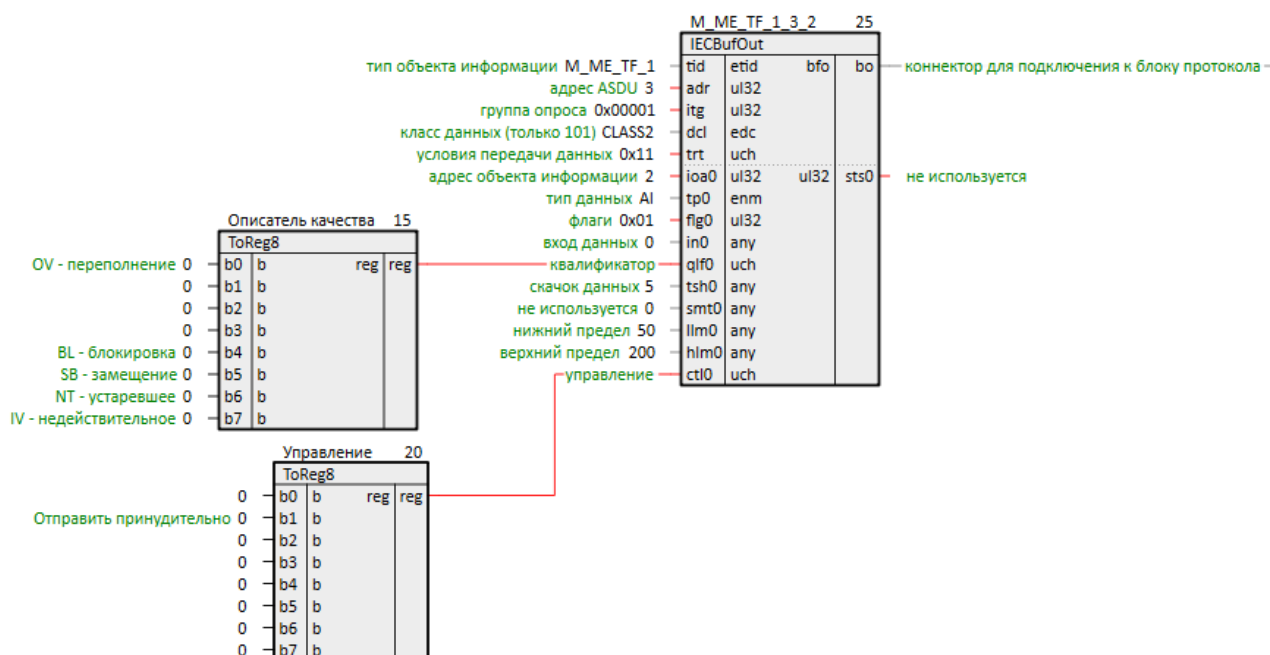 M_ME_TF_1_3_2 25
IECBufOut
тип объекта информации M_ME_TF_1 tid etid bfo bo коннектор для подключения к блоку протокола
адрес ASDU 3 adr ul32
группа опроса 0x00001 itg ul32
класс данных (только 101) CLASS2 dcl edc
условия передачи данных 0x11 trt uch
адрес объекта информации 2 ioa0 ul32 ul32 sts0 не используется
тип данных AI tp0 enm
флаги 0x01 flg0 ul32
вход данных 0 in0 any
квалификатор qlf0 uch
скачок данных 5 tsh0 any
не используется 0 smt0 any
нижний предел 50 llm0 any
верхний предел 200 hlm0 any
управление ctl0 uch
Описатель качества 15
ToReg8
OV - переполнение 0 b0 b reg reg
0 b1 b
0 b2 b
0 b3 b
BL - блокировка 0 b4 b
SB - замещение 0 b5 b
NT - устаревшее 0 b6 b
IV - недействительное 0 b7 b
Управление 20
ToReg8
0 b0 b reg reg
Отправить принудительно 0 b1 b
0 b2 b
0 b3 b
0 b4 b
0 b5 b
0 b6 b
0 b7 b